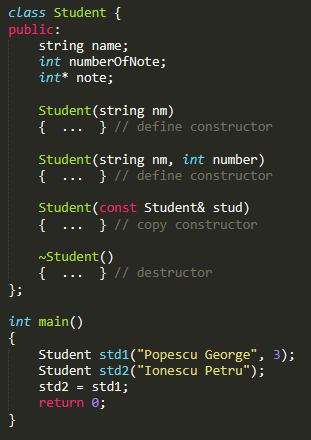 class Student {
public:
    string name;
    int numberOfNote;
    int* note;

    Student(string nm)
    {  ...  } // define constructor

    Student(string nm, int number)
    {  ...  } // define constructor

    Student(const Student& stud)
    {  ...  } // copy constructor

    ~Student()
    {  ...  } // destructor
};

int main()
{
    Student std1("Popescu George", 3);
    Student std2("Ionescu Petru");
    std2 = std1;
    return 0;
}